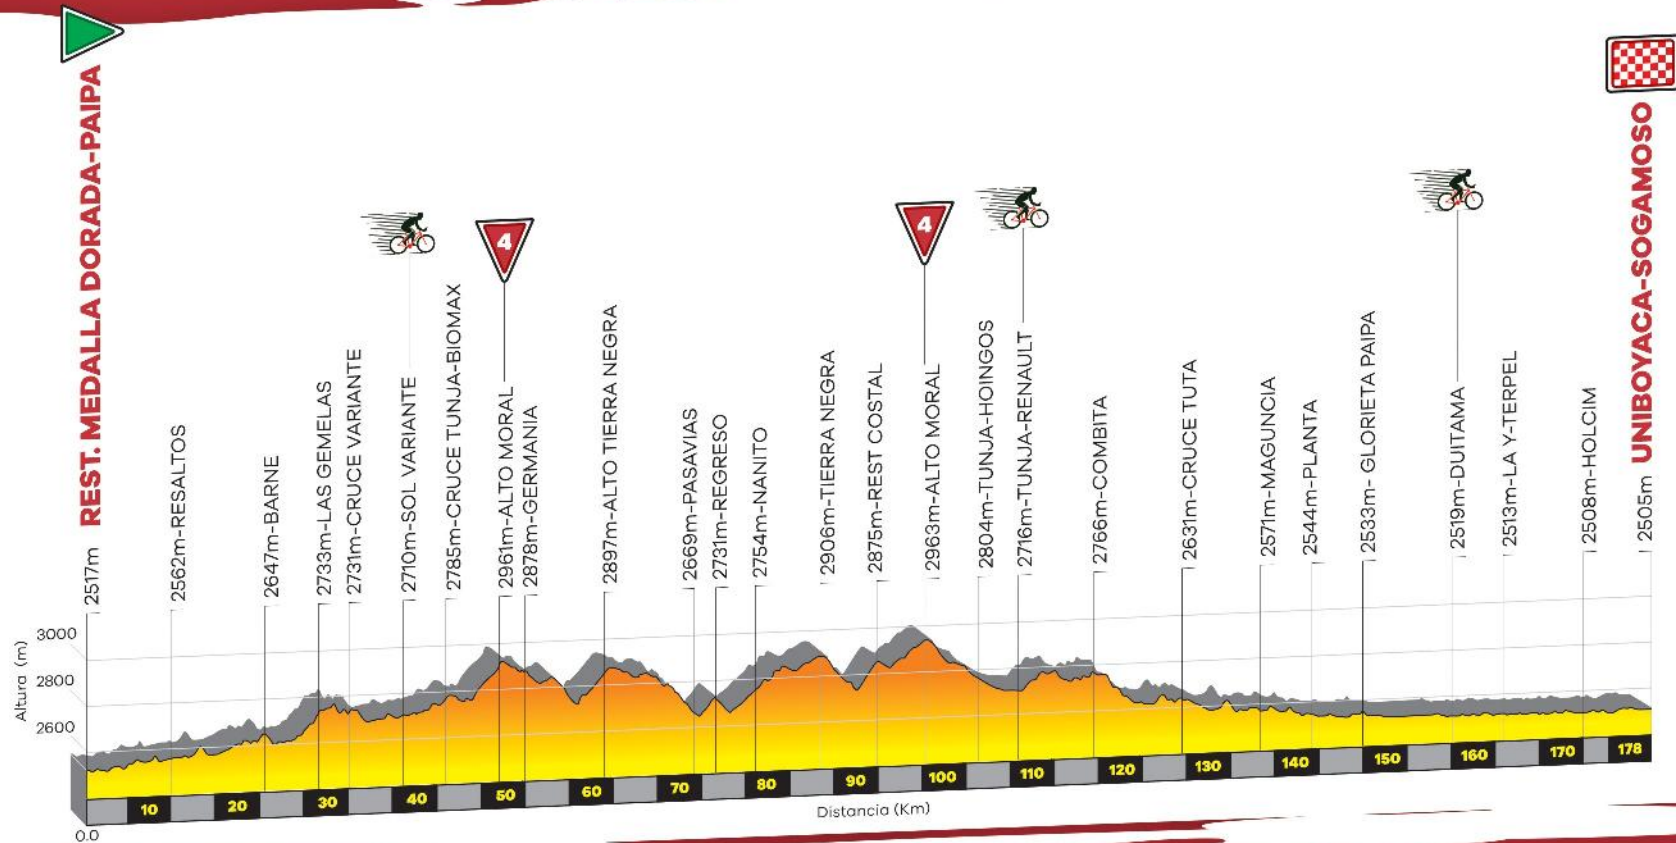 REST. MEDALLA DORADA-PAIPA
UNIBOYACA-SOGAMOSO
4
4
2517m
2562m-RESALTOS
2647m-BARNE
2733m-LAS GEMELAS
2731m-CRUCE VARIANTE
2710m-SOL VARIANTE
2785m-CRUCE TUNJA-BIOMAX
2961m-ALTO MORAL
2878m-GERMANIA
2897m-ALTO TIERRA NEGRA
2669m-PASAVIAS
2731m-REGRESO
2754m-NANITO
2906m-TIERRA NEGRA
2875m-REST COSTAL
2963m-ALTO MORAL
2804m-TUNJA-HOINGOS
2716m-TUNJA-RENAULT
2766m-COMBITA
2631m-CRUCE TUTA
2571m-MAGUNCIA
2544m-PLANTA
2533m- GLORIETA PAIPA
2519m-DUITAMA
2513m-LA Y-TERPEL
2508m-HOLCIM
2505m
Altura (m)
3000
2800
2600
0.0
10 20 30 40 50 60 70 80 90 100 110 120 130 140 150 160 170 178
Distancia (Km)